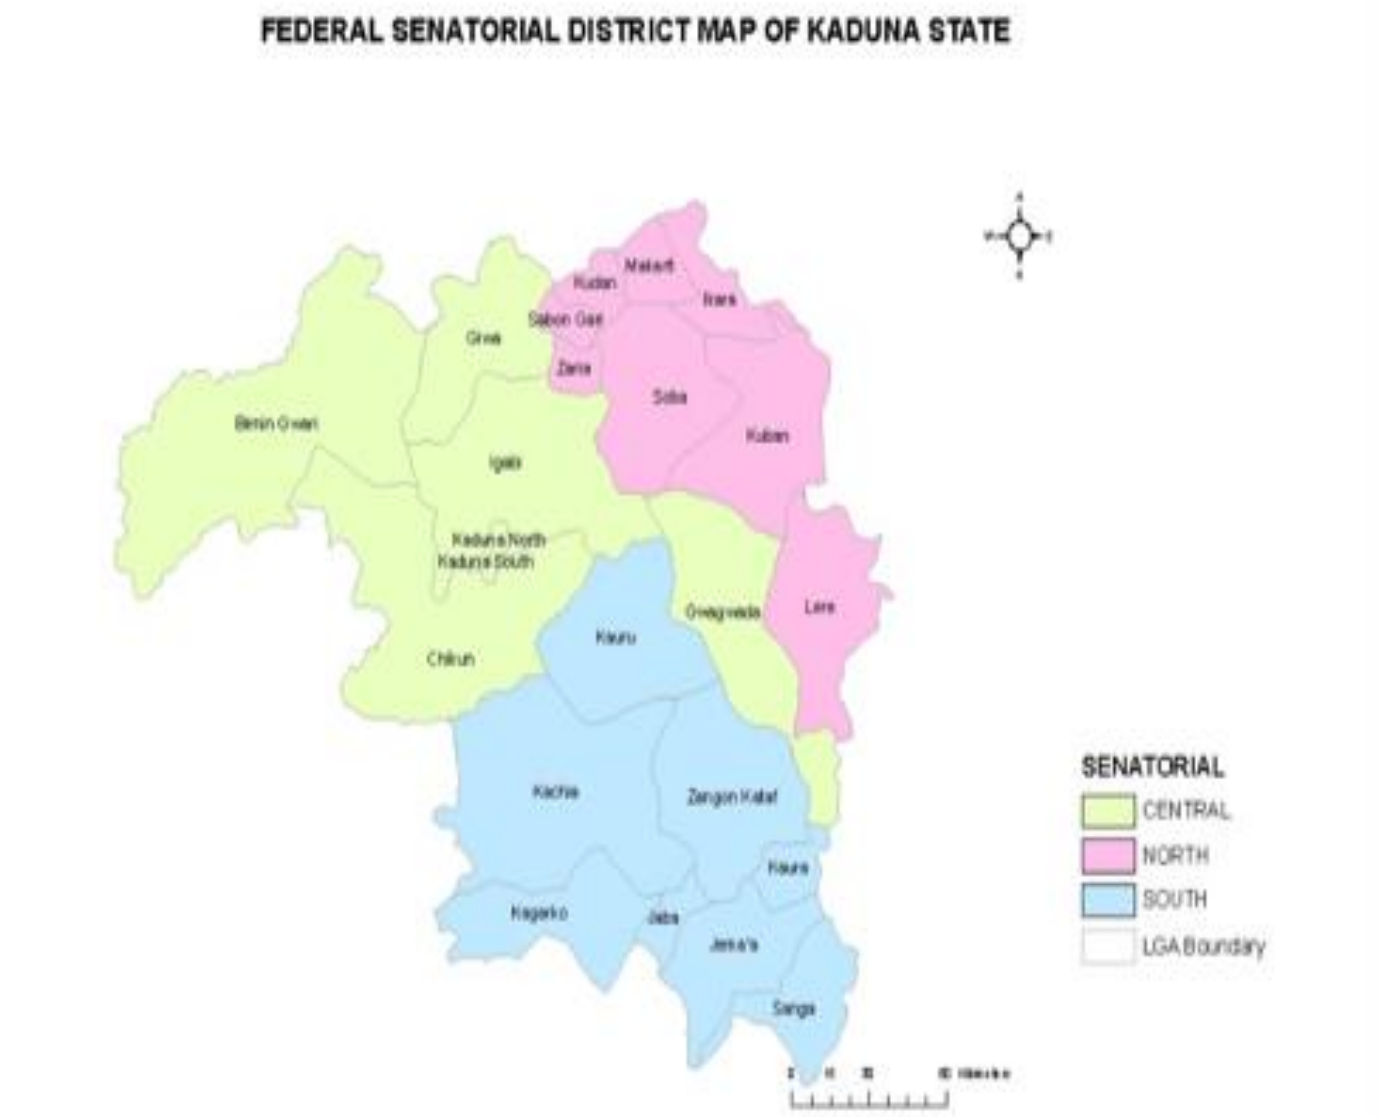 FEDERAL SENATORIAL DISTRICT MAP OF KADUNA STATE
Makarfi
Kudan
Ikara
Sabon Gari
Giwa
Zaria
Soba
Birnin Gwari
Kuban
Igabi
Kaduna North
Kaduna South
Lere
Gwagwada
Kauru
Chikun
Kachia
Zangon Kataf
Kaura
Kagarko
Jaba
Jema'a
Sanga
SENATORIAL
CENTRAL
NORTH
SOUTH
LGA Boundary